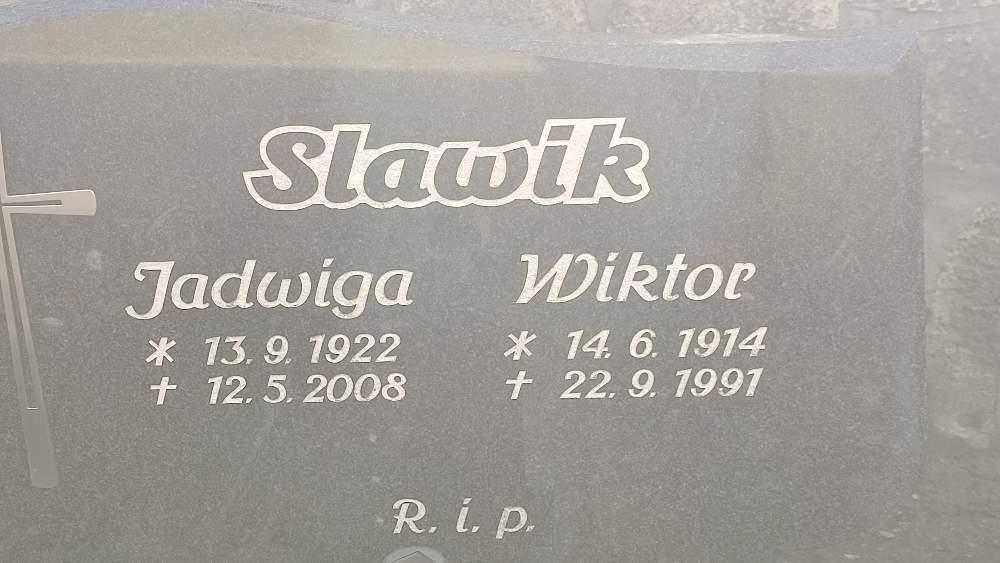 Slawik
Jadwiga Wiktor
* 13. 9. 1922 * 14. 6. 1914
† 12. 5. 2008 † 22. 9. 1991
R. i. p.